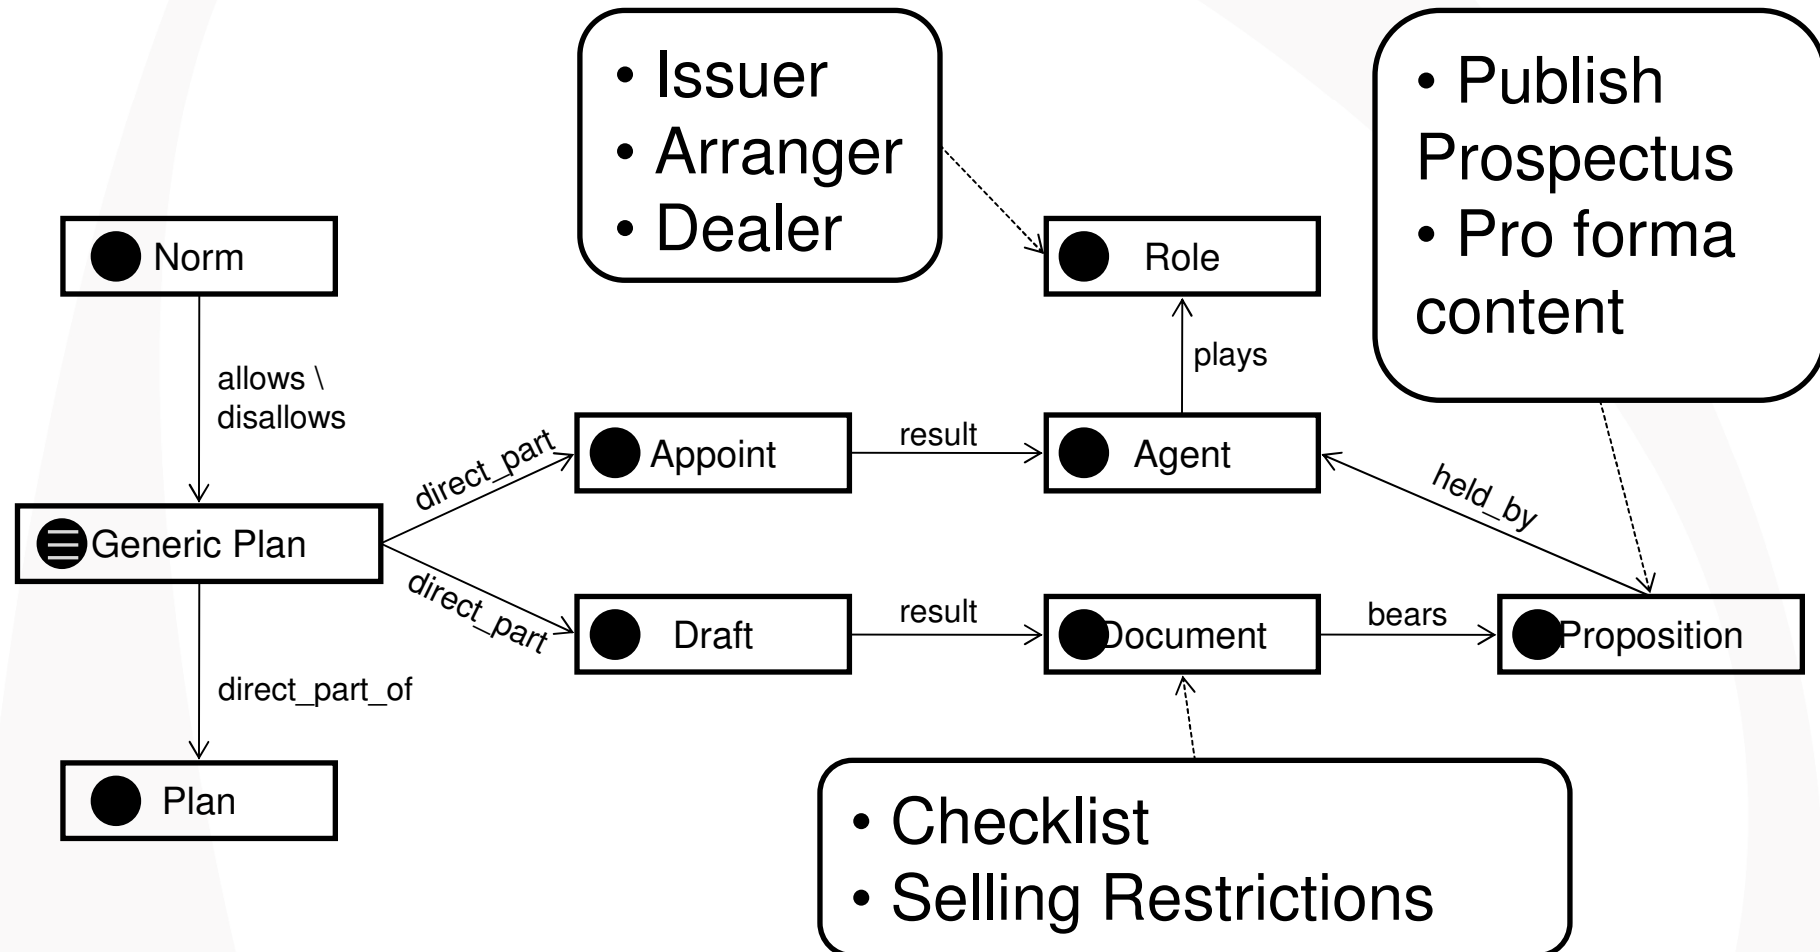 • Issuer
• Arranger
• Dealer
• Publish
Prospectus
• Pro forma
content
Norm
Role
allows \
disallows
plays
direct_part
Appoint
result
Agent
held_by
Generic Plan
direct_part
Draft
result
Document
bears
Proposition
direct_part_of
Plan
• Checklist
• Selling Restrictions